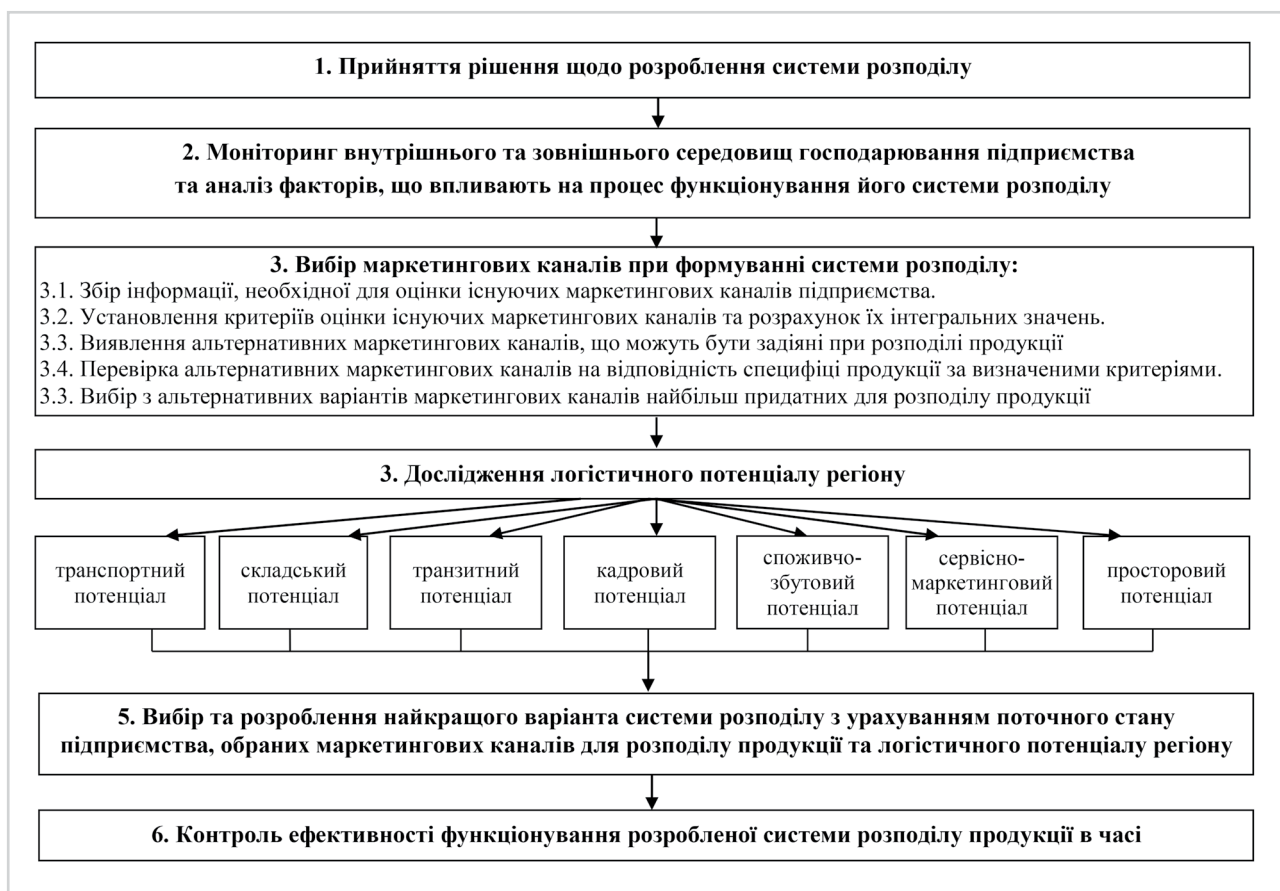 1. Прийняття рішення щодо розроблення системи розподілу
2. Моніторинг внутрішнього та зовнішнього середовищ господарювання підприємства
та аналіз факторів, що впливають на процес функціонування його системи розподілу
3. Вибір маркетингових каналів при формуванні системи розподілу:
3.1. Збір інформації, необхідної для оцінки існуючих маркетингових каналів підприємства.
3.2. Установлення критеріїв оцінки існуючих маркетингових каналів та розрахунок їх інтегральних значень.
3.3. Виявлення альтернативних маркетингових каналів, що можуть бути задіяні при розподілі продукції
3.4. Перевірка альтернативних маркетингових каналів на відповідність специфіці продукції за визначеними критеріями.
3.3. Вибір з альтернативних варіантів маркетингових каналів найбільш придатних для розподілу продукції
3. Дослідження логістичного потенціалу регіону
транспортний
потенціал
складський
потенціал
транзитний
потенціал
кадровий
потенціал
споживчо-
збутовий
потенціал
сервісно-
маркетинговий
потенціал
просторовий
потенціал
5. Вибір та розроблення найкращого варіанта системи розподілу з урахуванням поточного стану
підприємства, обраних маркетингових каналів для розподілу продукції та логістичного потенціалу регіону
6. Контроль ефективності функціонування розробленої системи розподілу продукції в часі